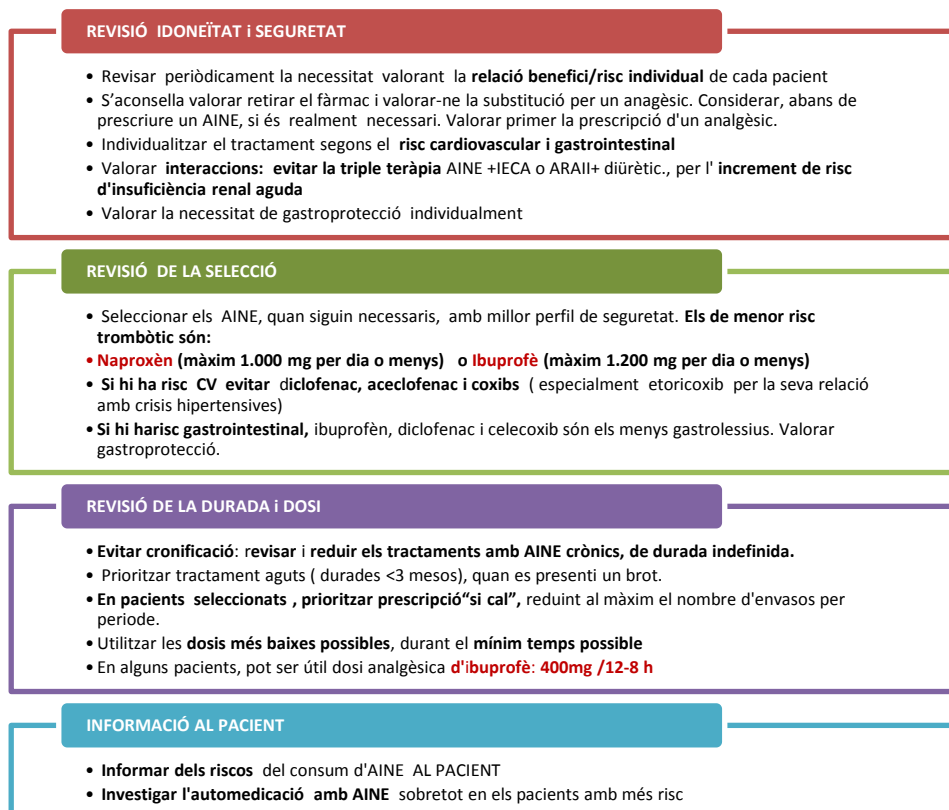 REVISIÓ IDONEÏTAT i SEGURETAT
• Revisar periòdicament la necessitat valorant la relació benefici/risc individual de cada pacient
• S'aconsella valorar retirar el fàrmac i valorar-ne la substitució per un anagèsic. Considerar, abans de
prescriure un AINE, si és realment necessari. Valorar primer la prescripció d'un analgèsic.
• Individualitzar el tractament segons el risc cardiovascular i gastrointestinal
• Valorar interaccions: evitar la triple teràpia AINE +IECA o ARAII+ diürètic., per l' increment de risc
d'insuficiència renal aguda
• Valorar la necessitat de gastroprotecció individualment
REVISIÓ DE LA SELECCIÓ
• Seleccionar els AINE, quan siguin necessaris, amb millor perfil de seguretat. Els de menor risc
trombòtic són:
• Naproxèn (màxim 1.000 mg per dia o menys) o Ibuprofè (màxim 1.200 mg per dia o menys)
• Si hi ha risc CV evitar diclofenac, aceclofenac i coxibs ( especialment etoricoxib per la seva relació
amb crisis hipertensives)
• Si hi harisc gastrointestinal, ibuprofèn, diclofenac i celecoxib són els menys gastrolessius. Valorar
gastroprotecció.
REVISIÓ DE LA DURADA i DOSI
• Evitar cronificació: revisar i reduir els tractaments amb AINE crònics, de durada indefinida.
• Prioritzar tractament aguts ( durades <3 mesos), quan es presenti un brot.
• En pacients seleccionats , prioritzar prescripció“si cal”, reduint al màxim el nombre d'envasos per
periode.
• Utilitzar les dosis més baixes possibles, durant el mínim temps possible
• En alguns pacients, pot ser útil dosi analgèsica d'ibuprofè: 400mg /12-8 h
INFORMACIÓ AL PACIENT
• Informar dels riscos del consum d'AINE AL PACIENT
• Investigar l'automedicació amb AINE sobretot en els pacients amb més risc